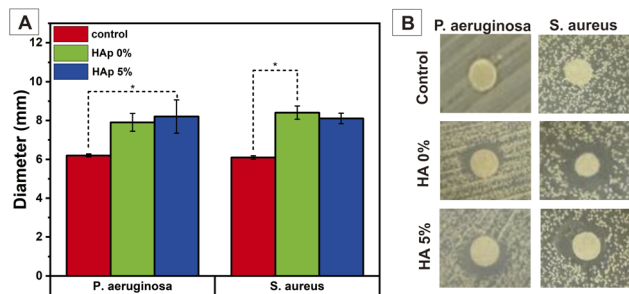 A
control
HAp 0%
HAp 5%
Diameter (mm)
14
12
10
8
6
4
2
0
*
*
P. aeruginosa
S. aureus
B
P. aeruginosa
S. aureus
Control
HA 0%
HA 5%